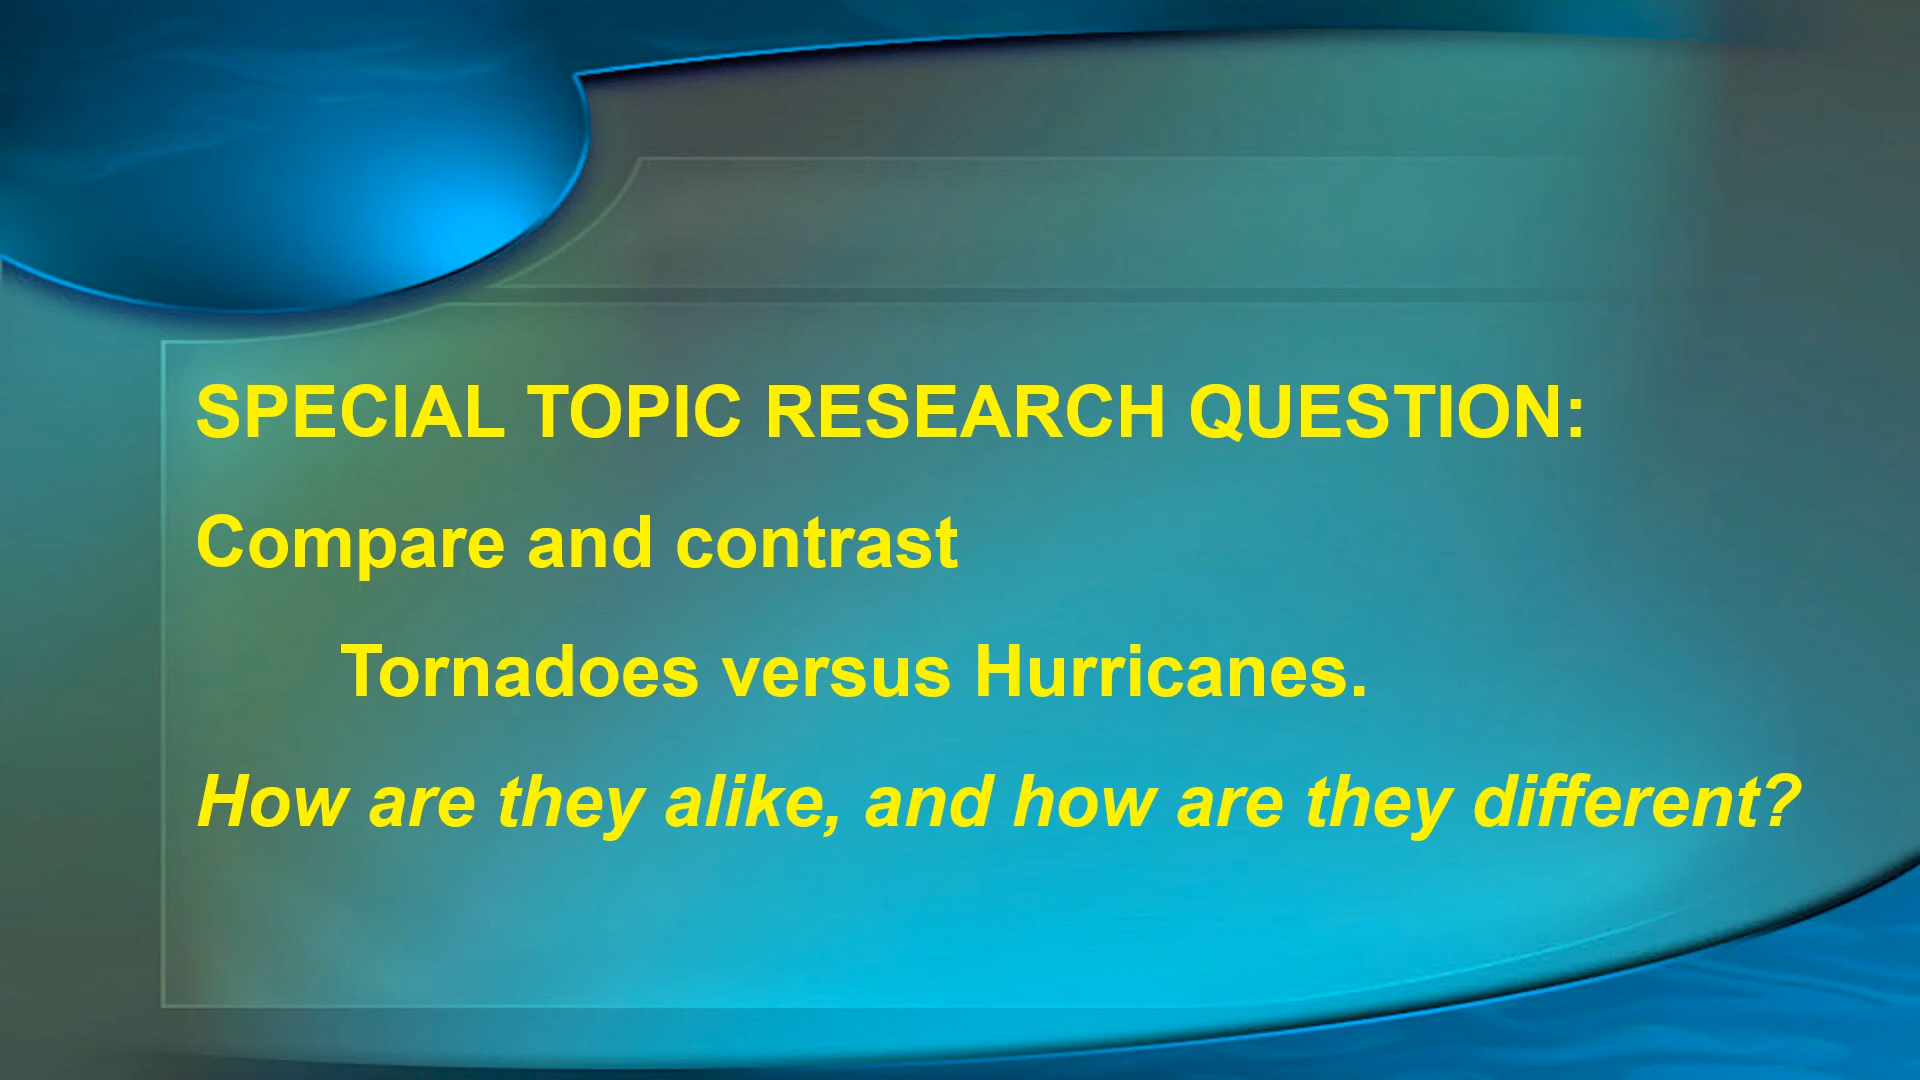 SPECIAL TOPIC RESEARCH QUESTION:
Compare and contrast
Tornadoes versus Hurricanes.
How are they alike, and how are they different?